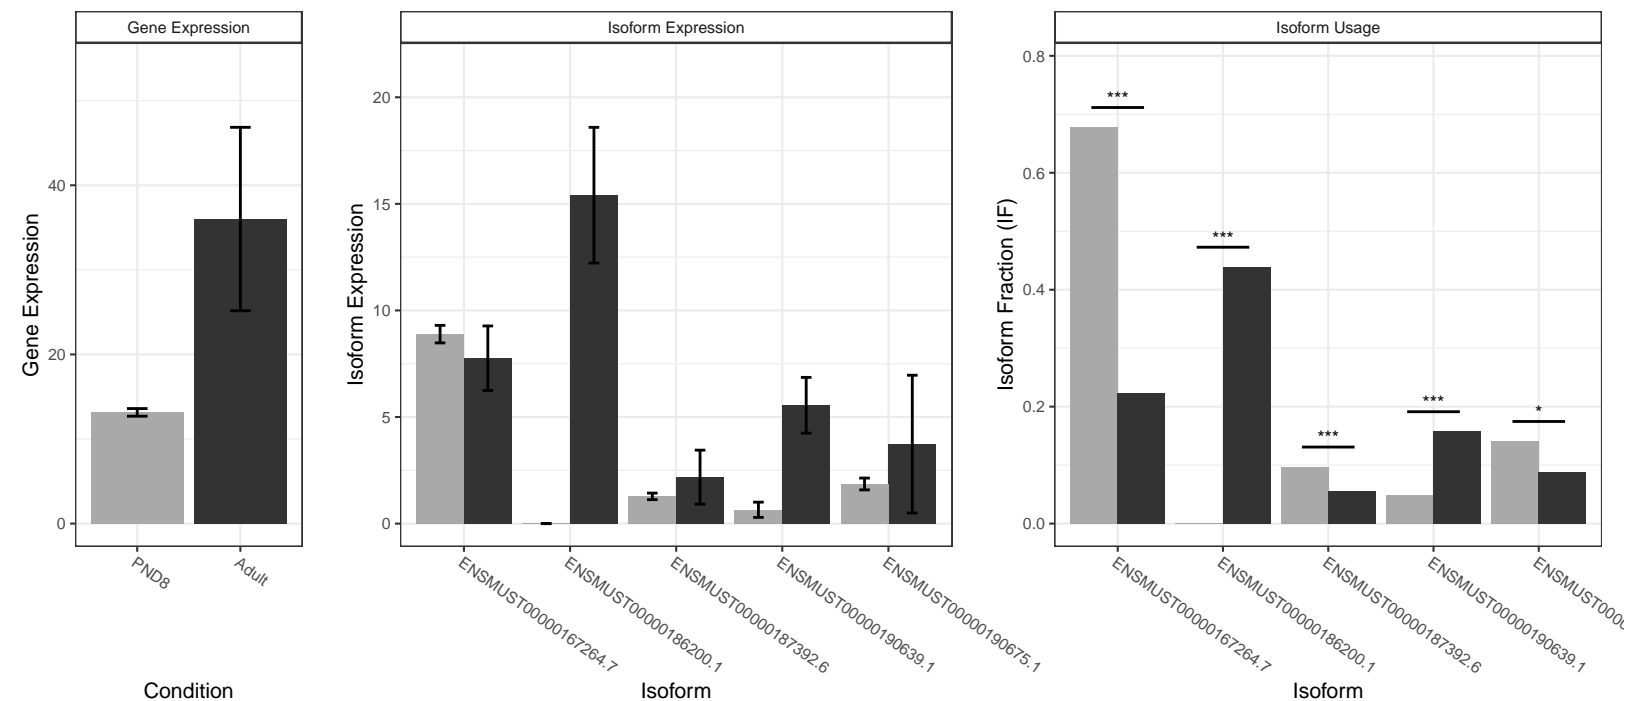 Gene Expression
Isoform Expression
Isoform Usage
Gene Expression
40
20
0
PND8
Adult
Condition
Isoform Expression
20
15
10
5
0
ENSMUST00000167264.7
ENSMUST00000186200.1
ENSMUST00000187392.6
ENSMUST00000190639.1
ENSMUST00000190675.1
Isoform
Isoform Fraction (IF)
0.8
0.6
0.4
0.2
0.0
***
***
***
***
*
ENSMUST00000167264.7
ENSMUST00000186200.1
ENSMUST00000187392.6
ENSMUST00000190639.1
Isoform